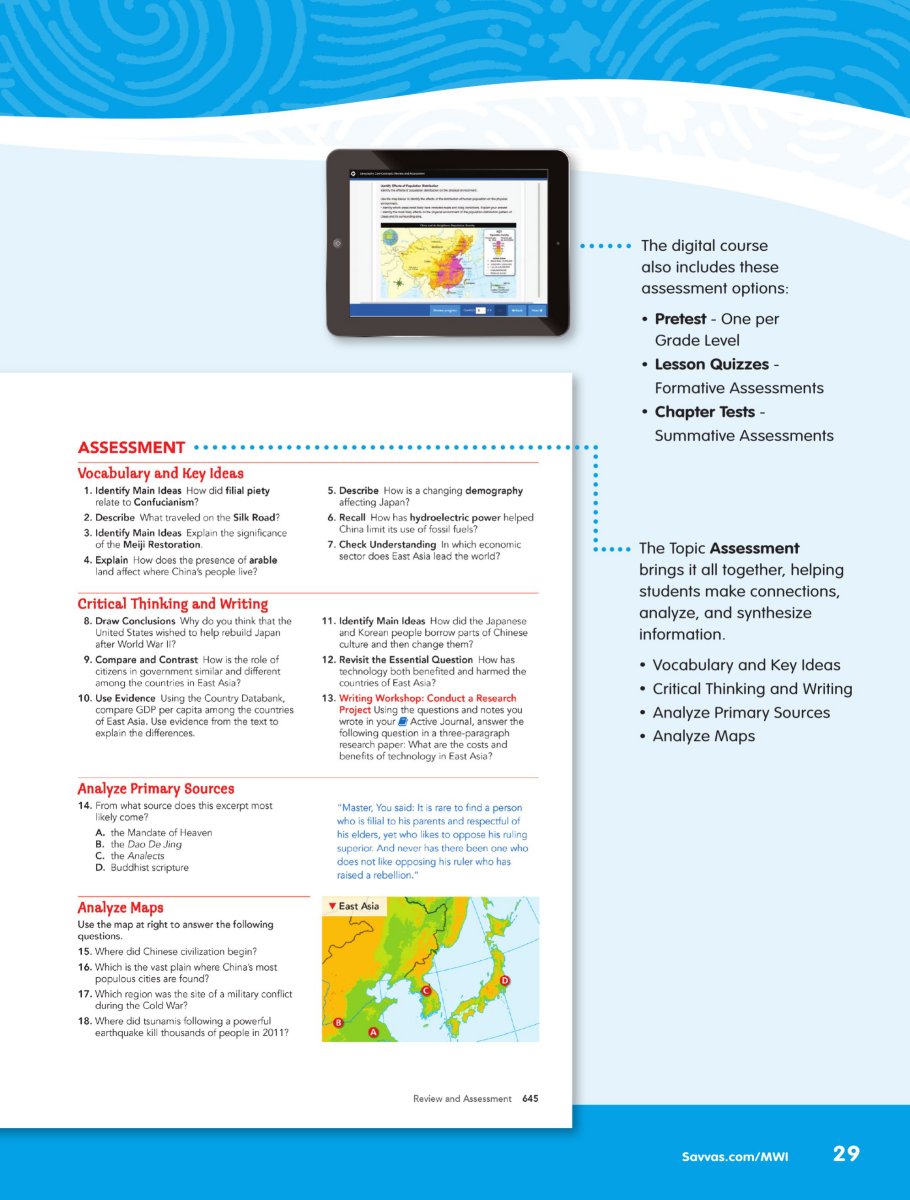 Identify Effects of Population Distribution
The digital course
also includes these
assessment options:
• Pretest - One per
Grade Level
• Lesson Quizzes -
Formative Assessments
• Chapter Tests -
Summative Assessments
ASSESSMENT
Vocabulary and Key Ideas
1. Identify Main Ideas How did filial piety
relate to Confucianism?
2. Describe What traveled on the Silk Road?
3. Identify Main Ideas Explain the significance
of the Meiji Restoration.
4. Explain How does the presence of arable
land affect where China's people live?
5. Describe How is a changing demography
affecting Japan?
6. Recall How has hydroelectric power helped
China limit its use of fossil fuels?
7. Check Understanding In which economic
sector does East Asia lead the world?
Critical Thinking and Writing
8. Draw Conclusions Why do you think that the
United States wished to help rebuild Japan
after World War II?
9. Compare and Contrast How is the role of
citizens in government similar and different
among the countries in East Asia?
10. Use Evidence Using the Country Databank,
compare GDP per capita among the countries
of East Asia. Use evidence from the text to
explain the differences.
11. Identify Main Ideas How did the Japanese
and Korean people borrow parts of Chinese
culture and then change them?
12. Revisit the Essential Question How has
technology both benefited and harmed the
countries of East Asia?
13. Writing Workshop: Conduct a Research
Project Using the questions and notes you
wrote in your Active Journal, answer the
following question in a three-paragraph
research paper: What are the costs and
benefits of technology in East Asia?
Analyze Primary Sources
14. From what source does this excerpt most
likely come?
A. the Mandate of Heaven
B. the Dao De Jing
C. the Analects
D. Buddhist scripture
"Master, You said: It is rare to find a person
who is filial to his parents and respectful of
his elders, yet who likes to oppose his ruling
superior. And never has there been one who
does not like opposing his ruler who has
raised a rebellion."
Analyze Maps
Use the map at right to answer the following
questions.
15. Where did Chinese civilization begin?
16. Which is the vast plain where China's most
populous cities are found?
17. Which region was the site of a military conflict
during the Cold War?
18. Where did tsunamis following a powerful
earthquake kill thousands of people in 2011?
▼ East Asia
D
C
B
A
Review and Assessment 645
The Topic Assessment
brings it all together, helping
students make connections,
analyze, and synthesize
information.
• Vocabulary and Key Ideas
• Critical Thinking and Writing
• Analyze Primary Sources
• Analyze Maps
Savvas.com/MWI 29